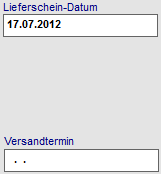 Lieferschein-Datum
17.07.2012
Versandtermin
. .